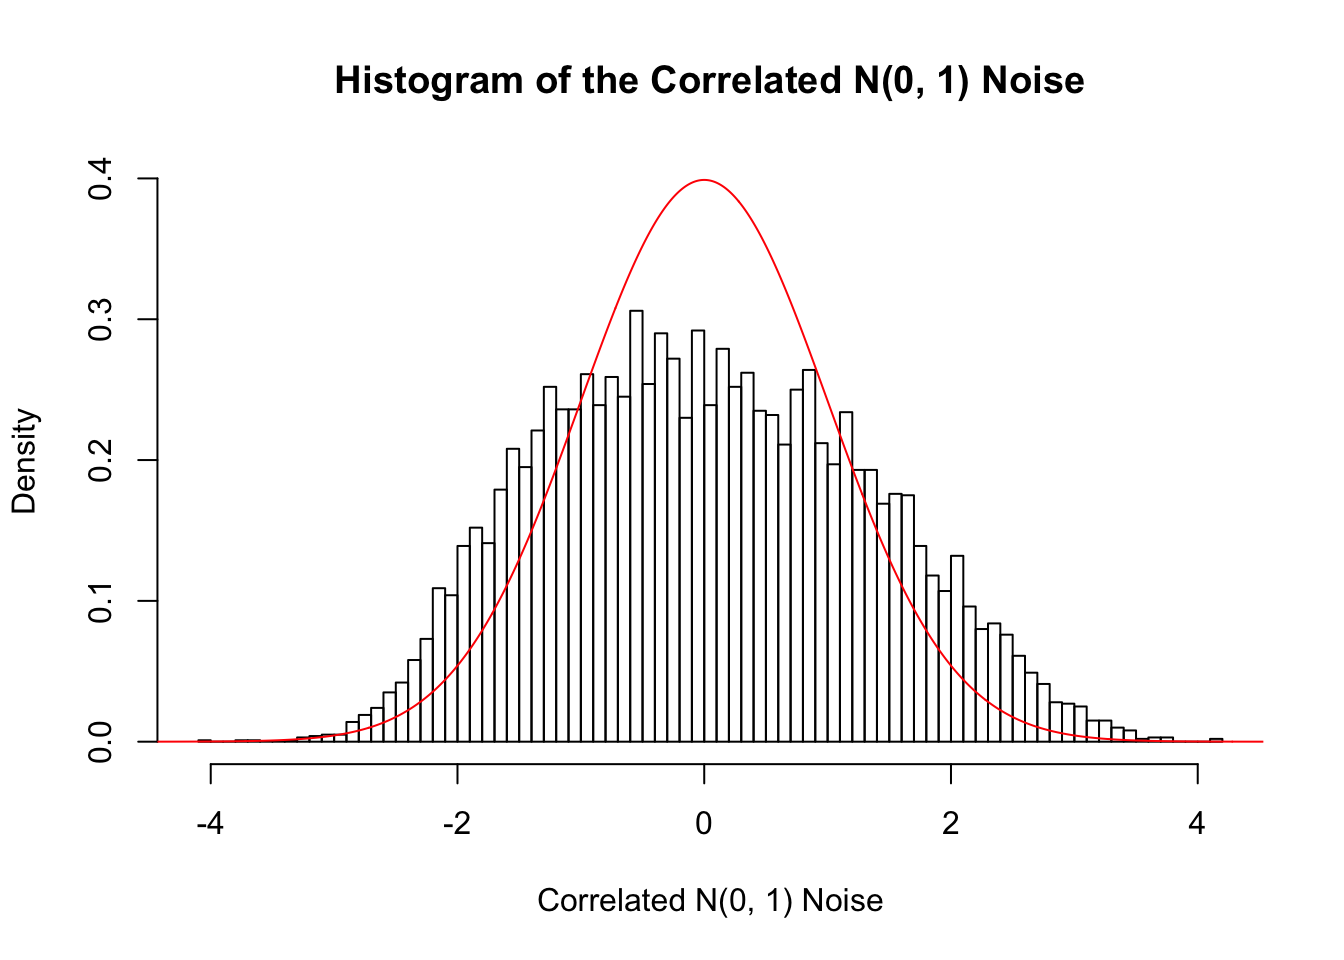 Histogram of the Correlated N(0, 1) Noise
Density
0.4
0.3
0.2
0.1
0.0
-4 -2 0 2 4
Correlated N(0, 1) Noise